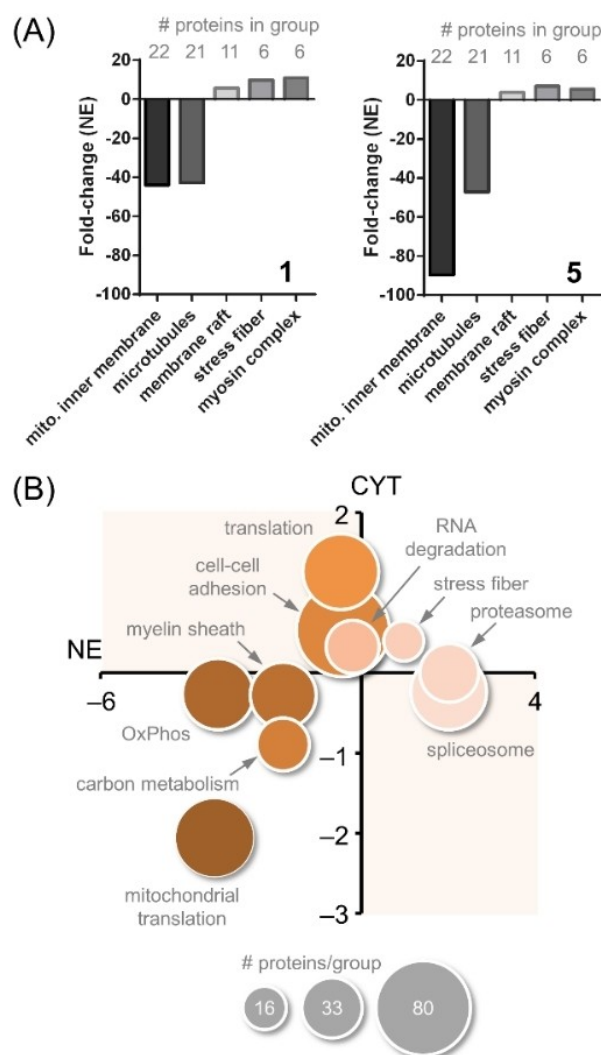 (A)
# proteins in group
22 21 11 6 6
20
0
-20
-40
-60
-80
-100
Fold-change (NE)
1
mito. inner membrane
microtubules
membrane raft
stress fiber
myosin complex
# proteins in group
22 21 11 6 6
20
0
-20
-40
-60
-80
-100
Fold-change (NE)
5
mito. inner membrane
microtubules
membrane raft
stress fiber
myosin complex
(B)
CYT
2
translation
RNA
degradation
cell-cell
adhesion
stress fiber
proteasome
myelin sheath
NE
–6
4
OxPhos
spliceosome
–1
carbon metabolism
–2
mitochondrial
translation
–3
# proteins/group
16 33 80